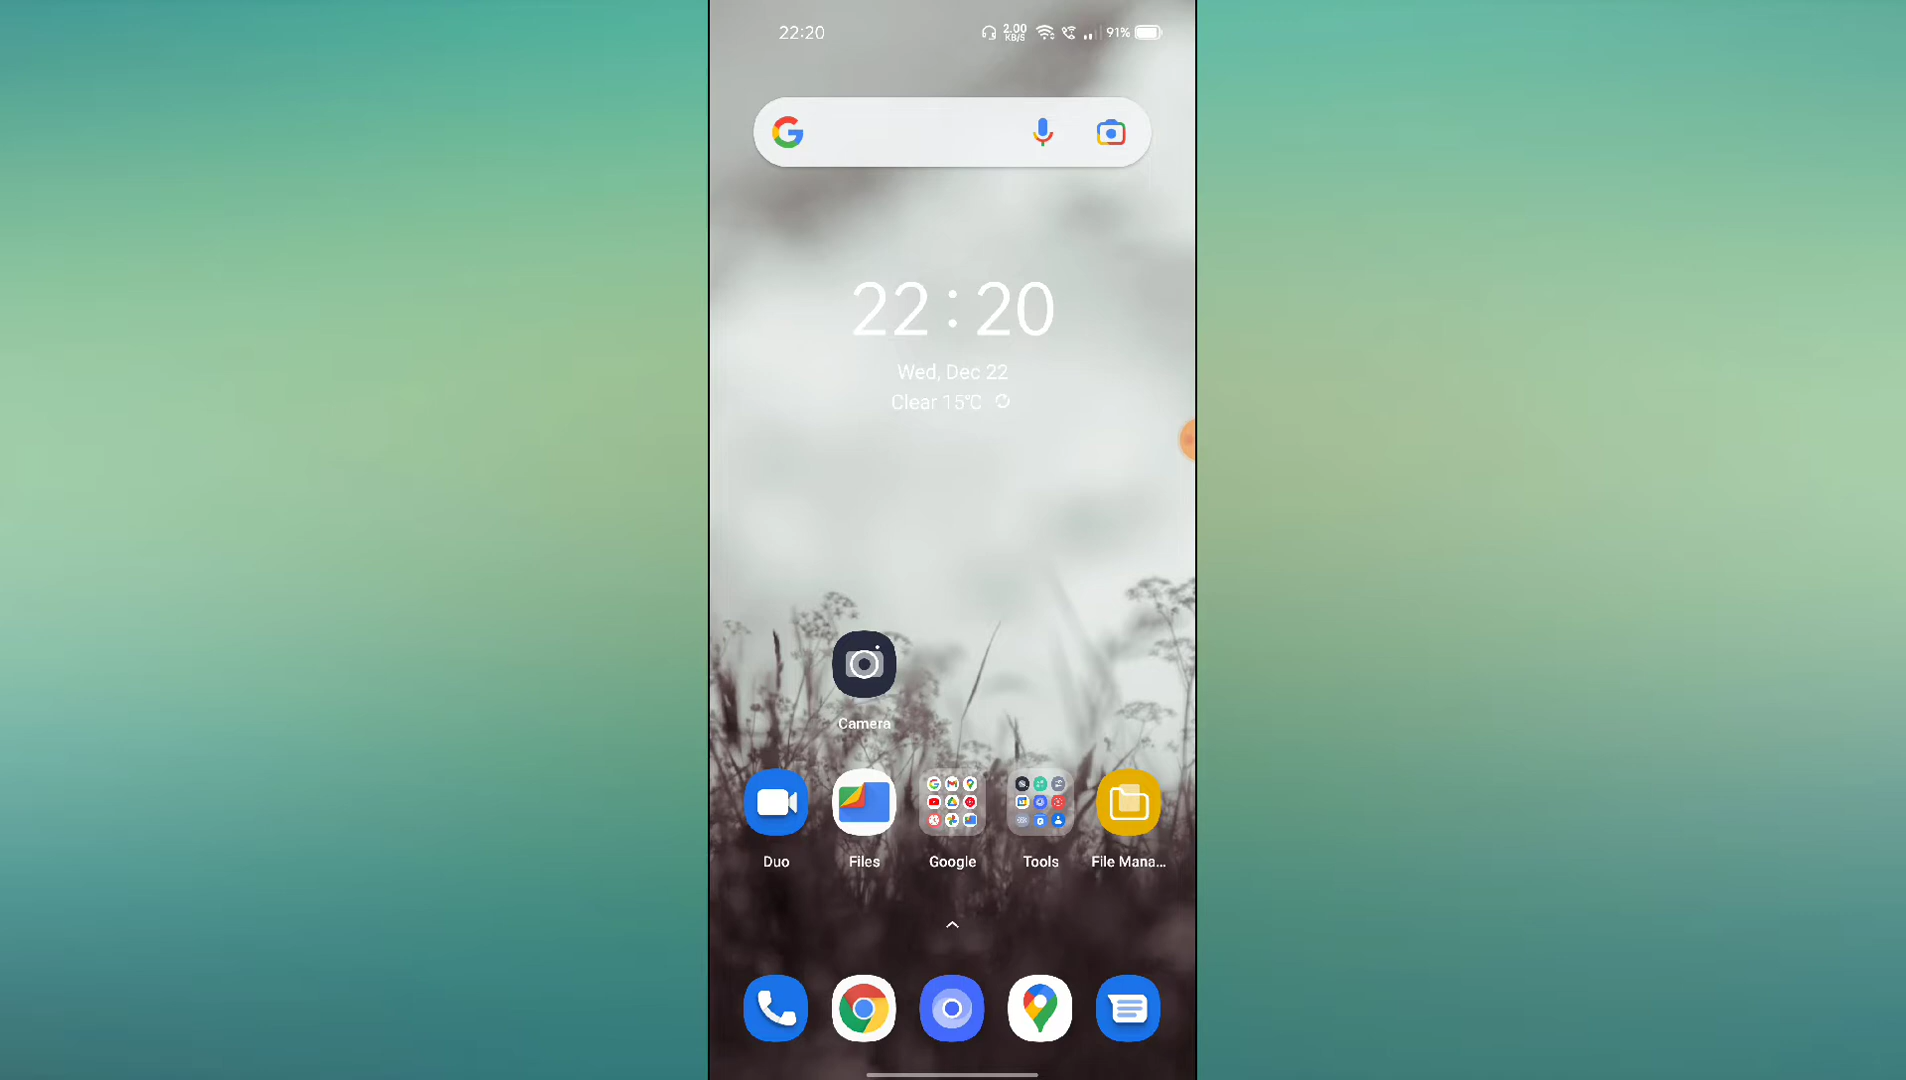 22:20
2.00
KB/S
91%
22:20
Wed, Dec 22
Clear 15℃
Camera
Duo
Files
Google
Tools
File Mana...